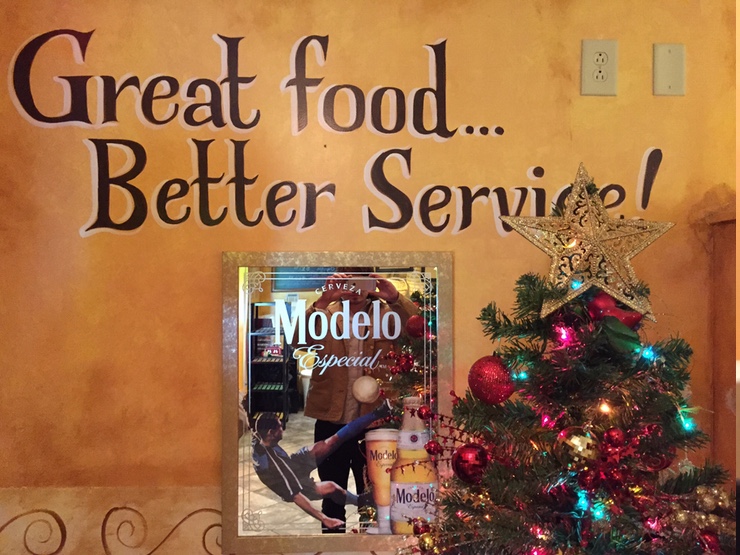 Great food...
Better Service!
CERVEZA
Modelo
Especial
Modelo
Modelo